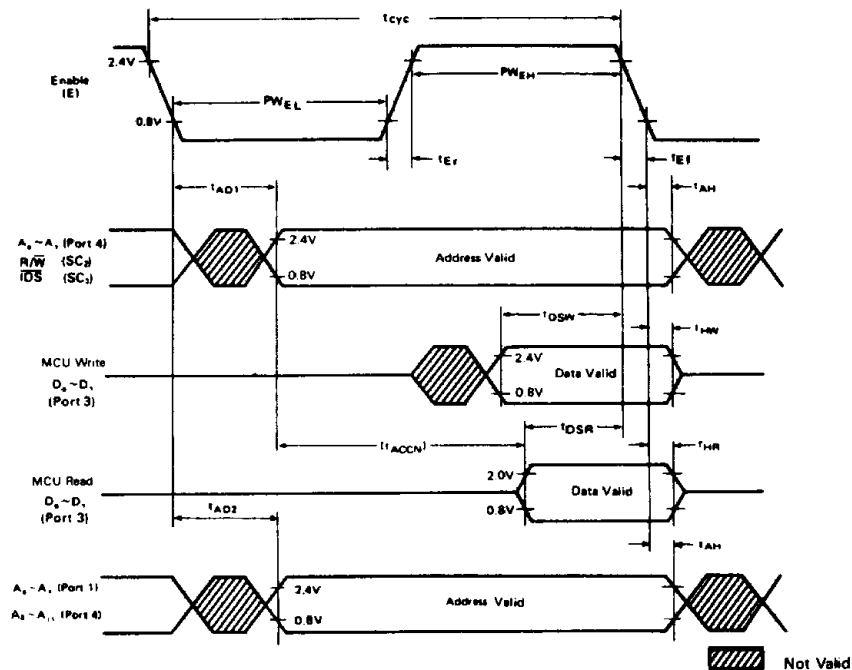 tcyc
2.4V
Enable
(E)
PWEL
PWEH
0.8V
tEr
tEf
tAD1
tAH
A₀ ~ A₇ (Port 4)
R/W (SC₂)
IOS (SC₁)
2.4V
0.8V
Address Valid
tDSW
tHW
MCU Write
D₀ ~ D₇
(Port 3)
2.4V
0.8V
Data Valid
tDSR
(tACCN)
tHR
MCU Read
D₀ ~ D₇
(Port 3)
2.0V
0.8V
Data Valid
tAD2
tAH
A₀ ~ A₇ (Port 1)
A₈ ~ A₁₅ (Port 4)
2.4V
0.8V
Address Valid
Not Valid